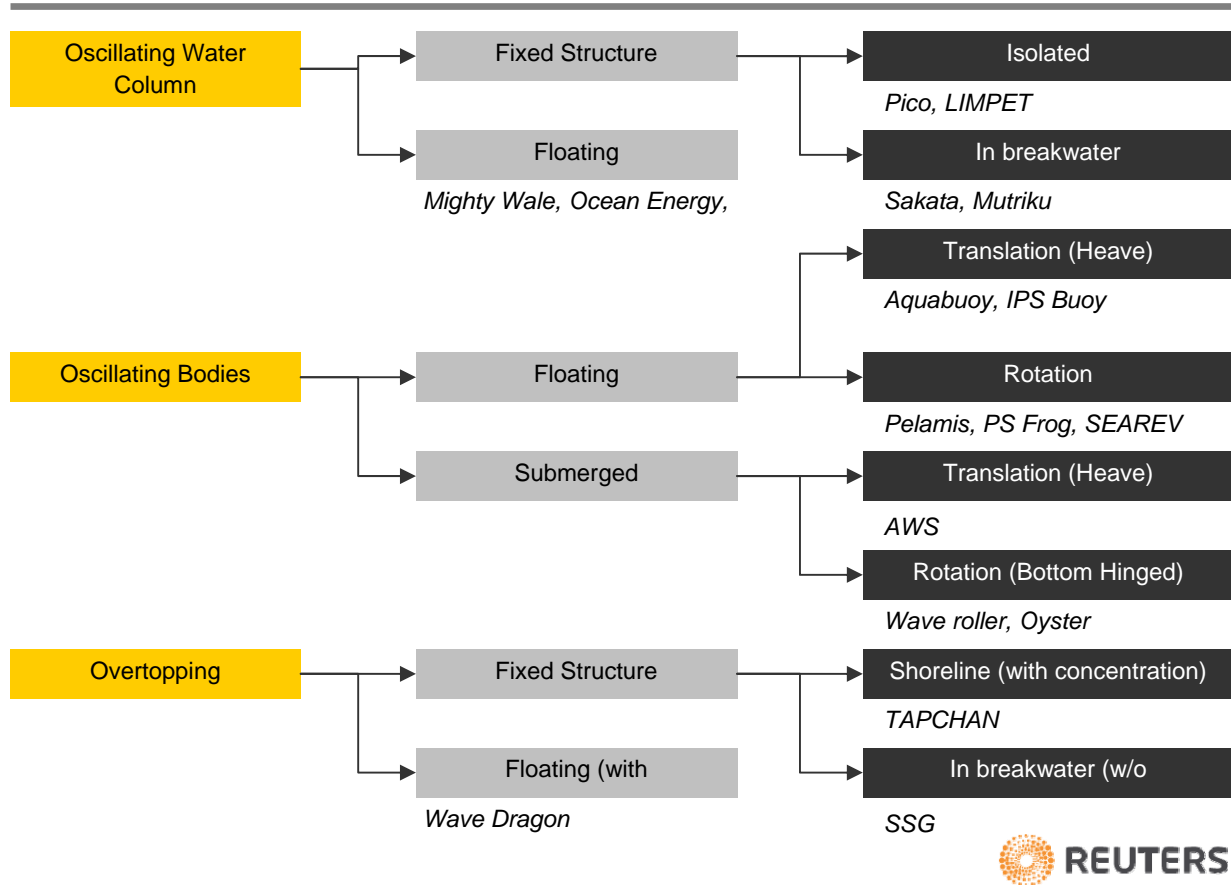 Oscillating Water
Column
Fixed Structure
Isolated
Pico, LIMPET
Floating
In breakwater
Mighty Wale, Ocean Energy,
Sakata, Mutriku
Translation (Heave)
Aquabuoy, IPS Buoy
Oscillating Bodies
Floating
Rotation
Pelamis, PS Frog, SEAREV
Submerged
Translation (Heave)
AWS
Rotation (Bottom Hinged)
Wave roller, Oyster
Overtopping
Fixed Structure
Shoreline (with concentration)
TAPCHAN
Floating (with
In breakwater (w/o
Wave Dragon
SSG
REUTERS